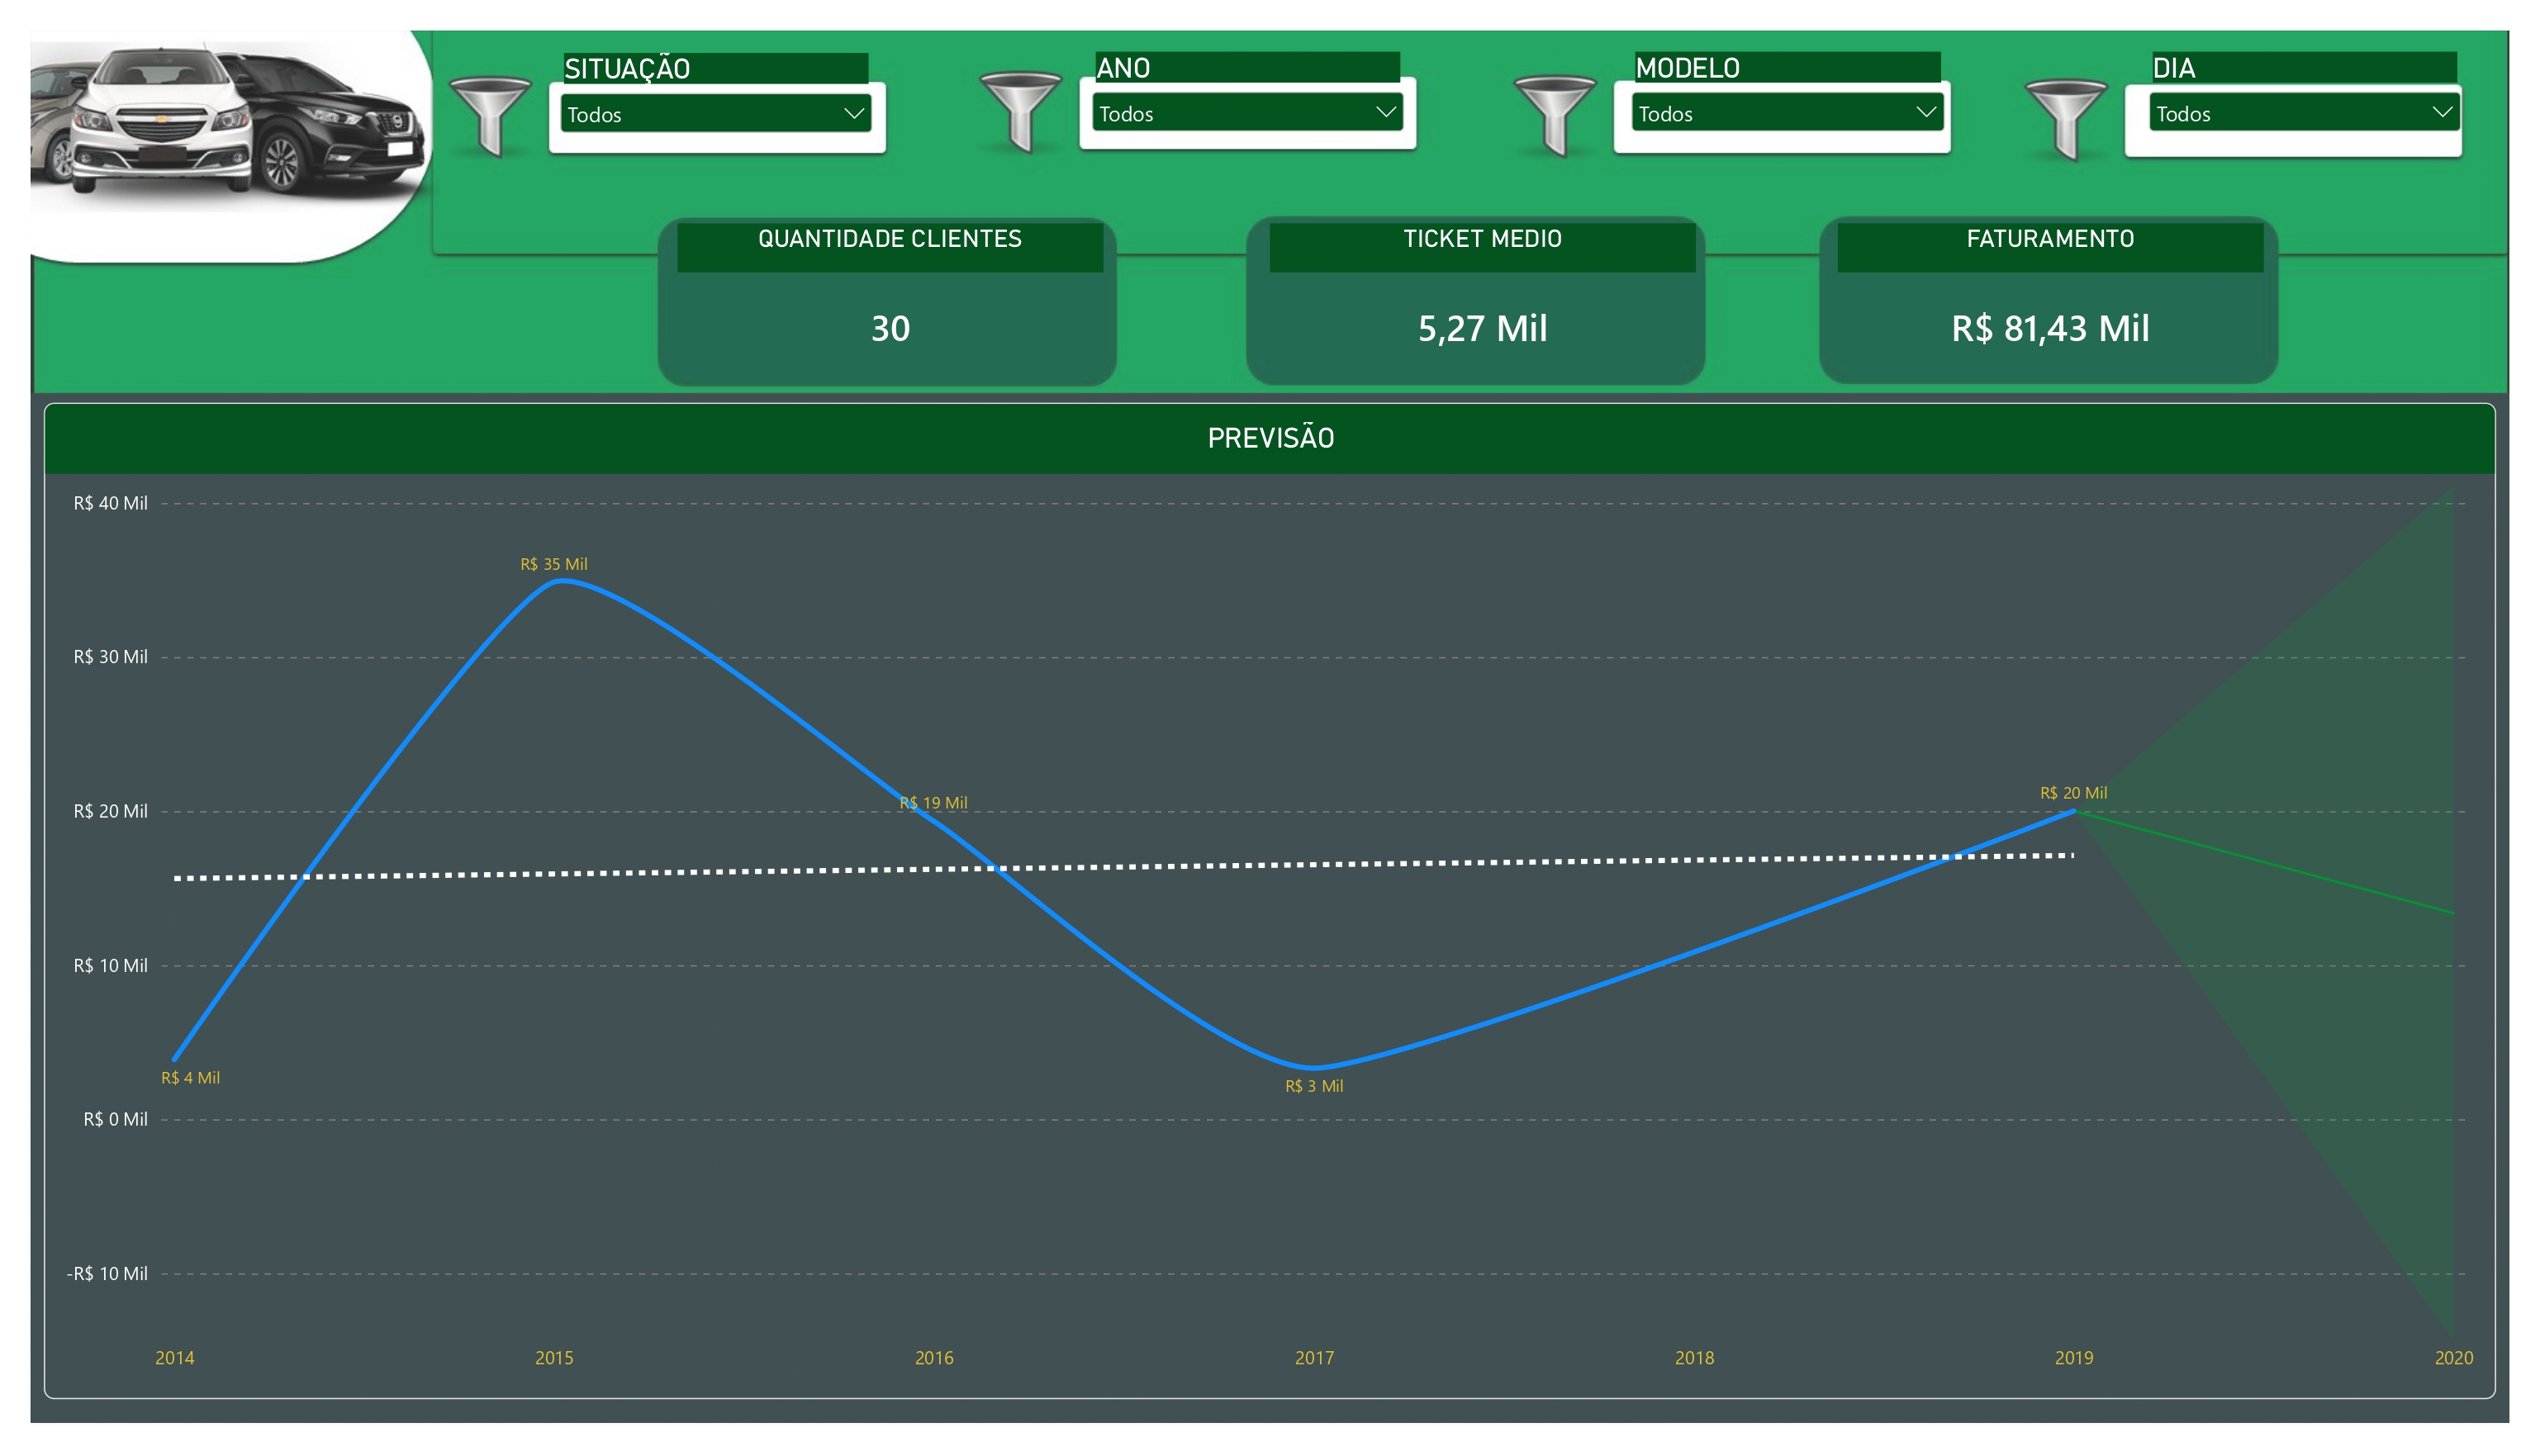 SITUAÇÃO
Todos
ANO
Todos
MODELO
Todos
DIA
Todos
QUANTIDADE CLIENTES
30
TICKET MEDIO
5,27 Mil
FATURAMENTO
R$ 81,43 Mil
PREVISÃO
R$ 40 Mil
R$ 30 Mil
R$ 20 Mil
R$ 10 Mil
R$ 0 Mil
-R$ 10 Mil
R$ 4 Mil
R$ 35 Mil
R$ 19 Mil
R$ 3 Mil
R$ 20 Mil
2014
2015
2016
2017
2018
2019
2020